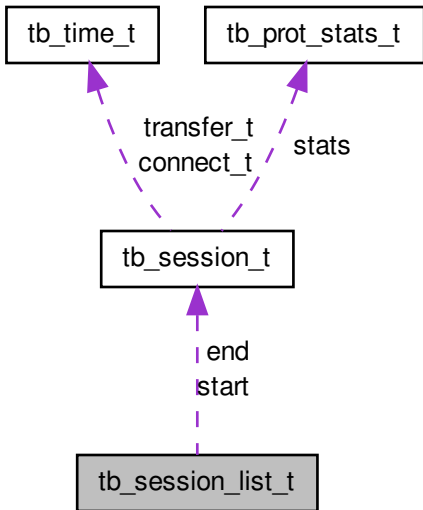 tb_time_t
tb_prot_stats_t
transfer_t
connect_t
stats
tb_session_t
end
start
tb_session_list_t